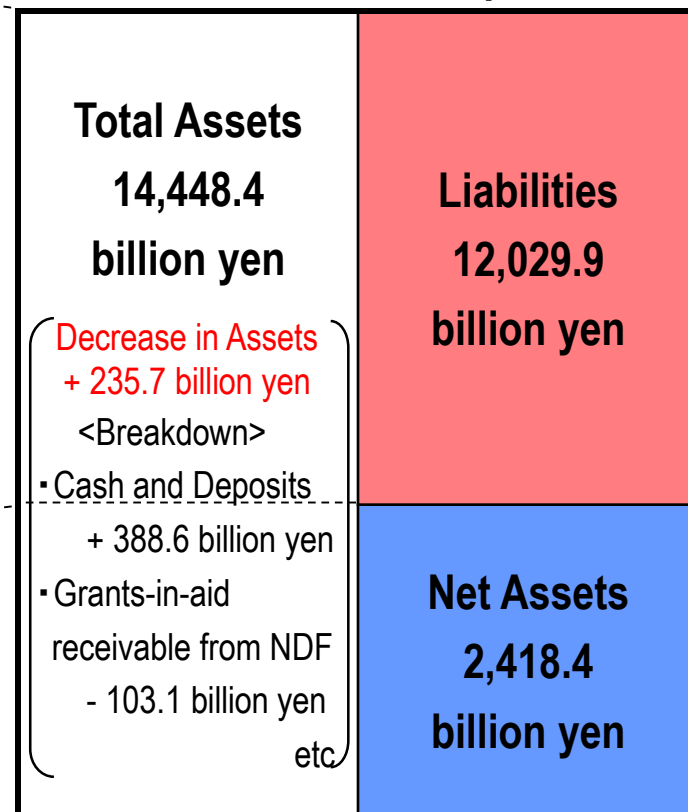 Total Assets
14,448.4
billion yen
Decrease in Assets
+ 235.7 billion yen
<Breakdown>
・Cash and Deposits
+ 388.6 billion yen
・Grants-in-aid
receivable from NDF
- 103.1 billion yen
etc
Liabilities
12,029.9
billion yen
Net Assets
2,418.4
billion yen